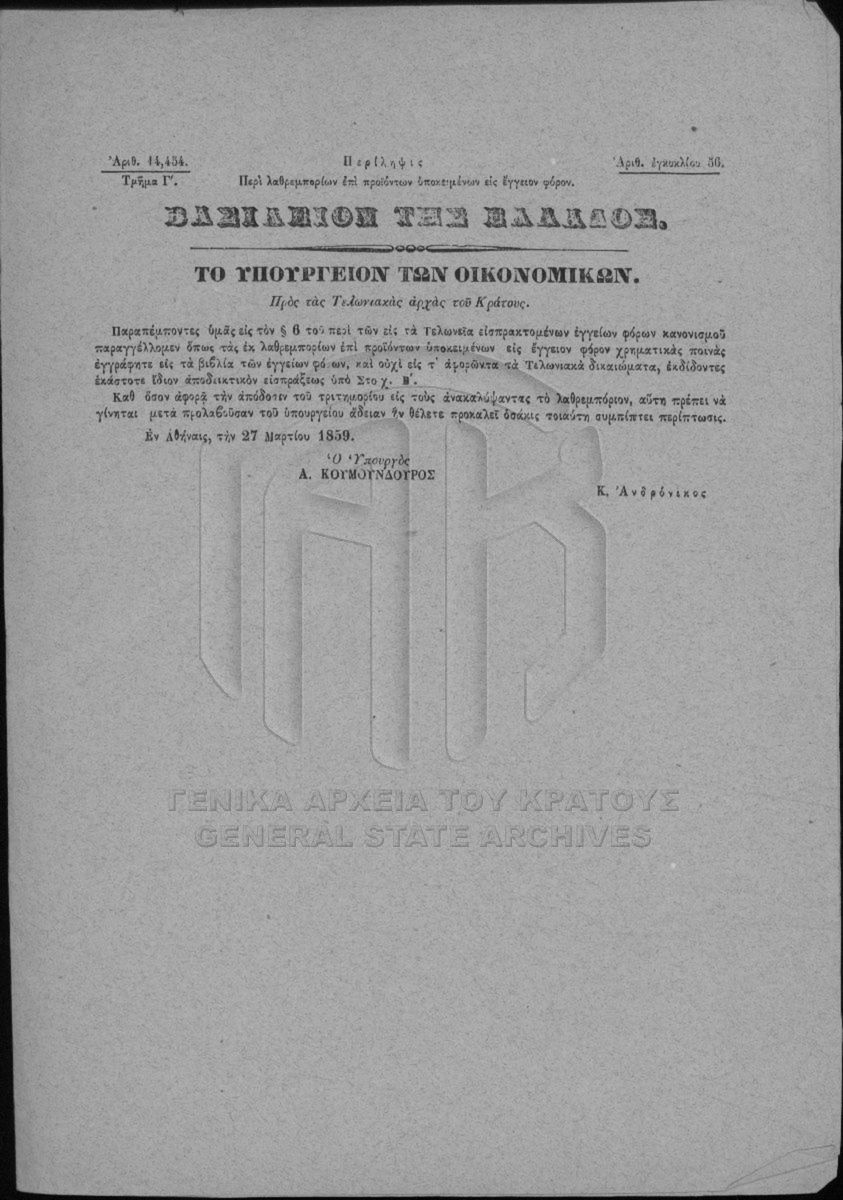 Ἀριθ. 14,454.
Περίληψις
Ἀριθ. ἐγκυκλίου 56.
Τμῆμα Γ′.
Περὶ λαθρεμπορίων ἐπὶ προϊόντων ὑποκειμένων εἰς ἔγγειον φόρον.
ΒΑΣΙΛΕΙΟΝ ΤΗΣ ΕΛΛΑΔΟΣ.
ΤΟ ΥΠΟΥΡΓΕΙΟΝ ΤΩΝ ΟΙΚΟΝΟΜΙΚΩΝ.
Πρὸς τὰς Τελωνιακὰς ἀρχὰς τοῦ Κράτους.
Παραπέμποντες ὑμᾶς εἰς τὸν § 6 τοῦ περὶ τῶν εἰς τὰ Τελωνεῖα εἰσπρακτομένων ἐγγείων φόρων κανονισμοῦ
παραγγέλλομεν ὅπως τὰς ἐκ λαθρεμπορίων ἐπὶ προϊόντων ὑποκειμένων εἰς ἔγγειον φόρον χρηματικὰς ποινὰς
ἐγγράφητε εἰς τὰ βιβλία τῶν ἐγγείων φόρων, καὶ οὐχὶ εἰς τ' ἀφορῶντα τὰ Τελωνιακὰ δικαιώματα, ἐκδίδοντες
ἑκάστοτε ἴδιον ἀποδεικτικὸν εἰσπράξεως ὑπὸ Στοχ. Β′.
Καθ ὅσον ἀφορᾷ τὴν ἀπόδοσιν τοῦ τριτημορίου εἰς τοὺς ἀνακαλύψαντας τὸ λαθρεμπόριον, αὕτη πρέπει νὰ
γίνηται μετὰ προλαβοῦσαν τοῦ ὑπουργείου ἄδειαν ἣν θέλετε προκαλεῖ ὁσάκις τοιαύτη συμπίπτει περίπτωσις.
Ἐν Ἀθήναις, τὴν 27 Μαρτίου 1859.
Ὁ Ὑπουργὸς
Α. ΚΟΥΜΟΥΝΔΟΥΡΟΣ
Κ. Ἀνδρόνικος
ΓΕΝΙΚΑ ΑΡΧΕΙΑ ΤΟΥ ΚΡΑΤΟΥΣ
GENERAL STATE ARCHIVES